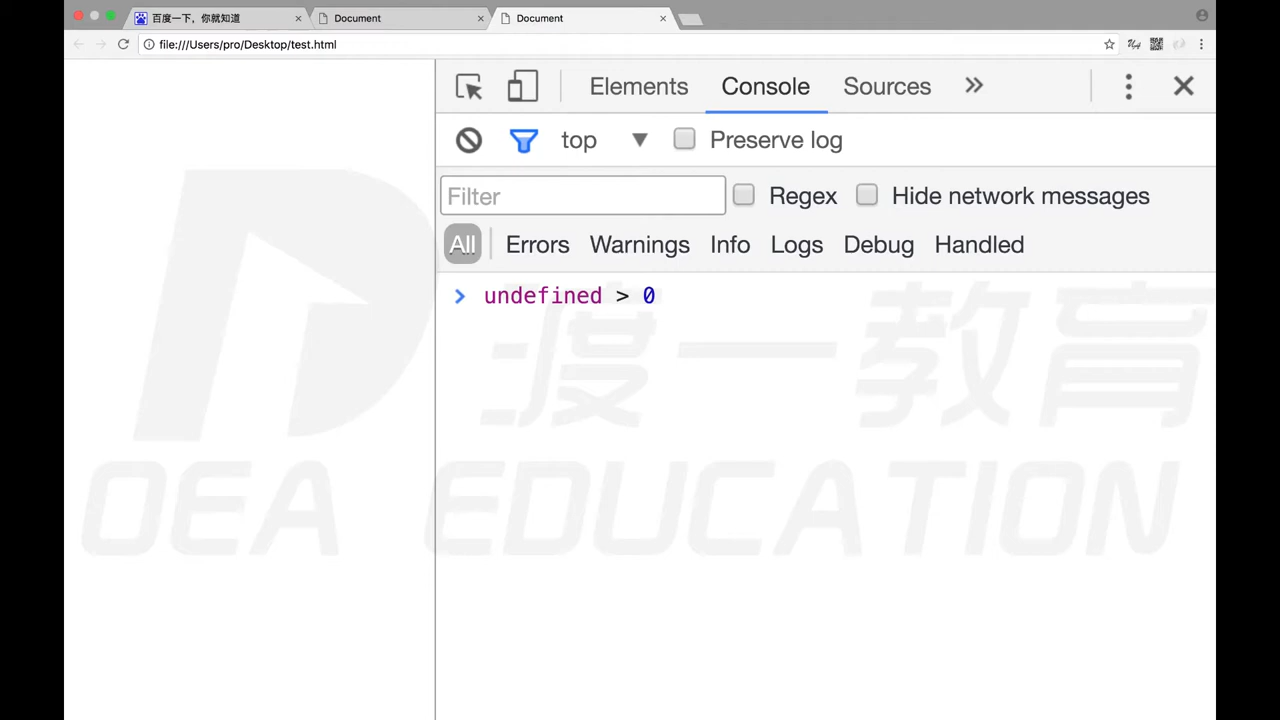 百度一下，你就知道
Document
Document
file:///Users/pro/Desktop/test.html
Elements Console Sources
top Preserve log
Filter Regex Hide network messages
All Errors Warnings Info Logs Debug Handled
undefined > 0
渡一教育
OEA EDUCATION